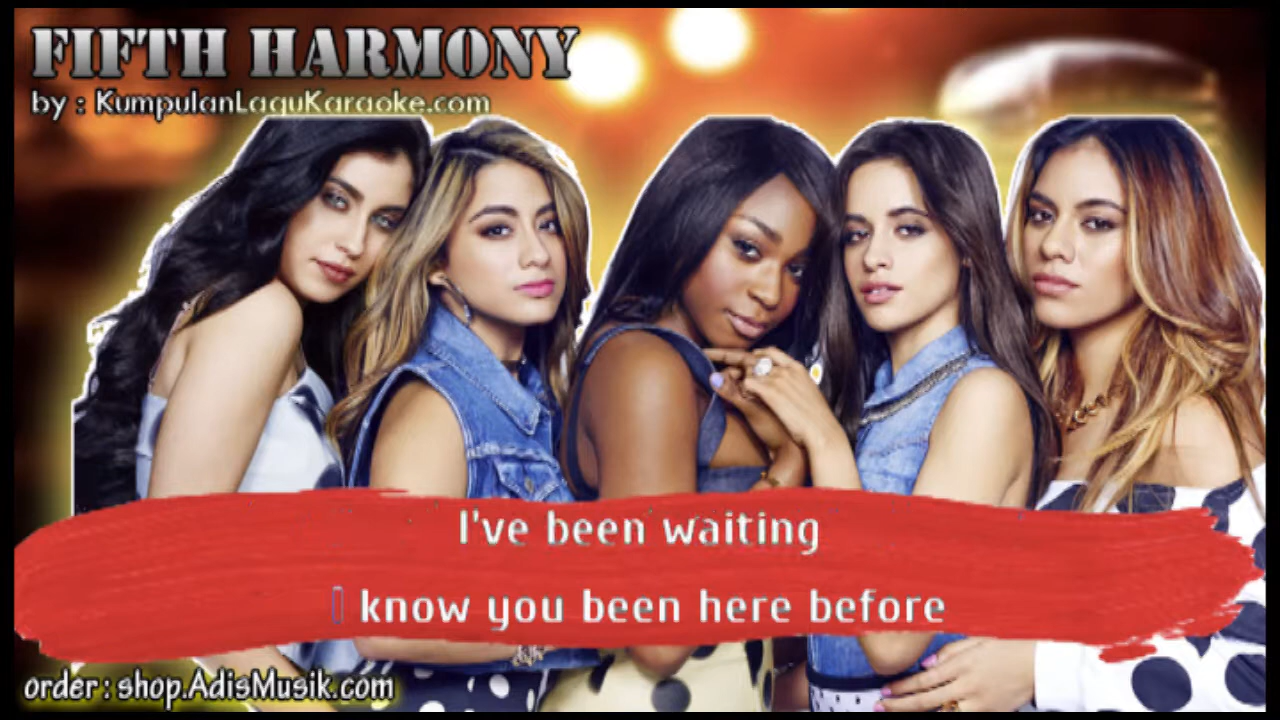 FIFTH HARMONY
by : KumpulanLaguKaraoke.com
I've been waiting
know you been here before
order : shop.AdisMusik.com